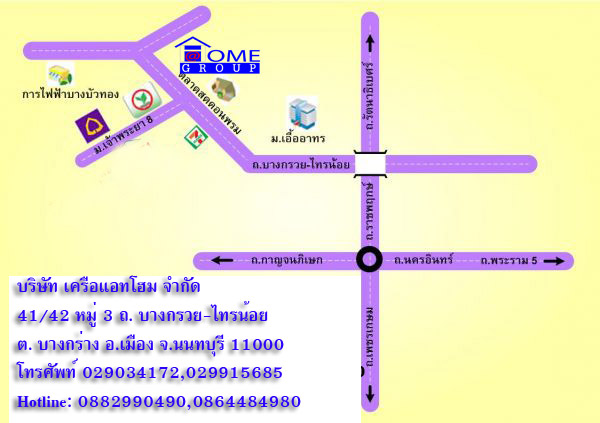 @OME
GROUP
การไฟฟ้าบางบัวทอง
ตลาดสดดอนพรม
ม.เจ้าพระยา 8
ม.เอื้ออาทร
ถ.รัตนาธิเบศร์
ถ.บางกรวย-ไทรน้อย
ถ.ราชพฤกษ์
ถ.กาญจนภิเษก
ถ.นครอินทร์
ถ.พระราม 5
ถ.เพชรเกษม
บริษัท เครือแอทโฮม จำกัด
41/42 หมู่ 3 ถ. บางกรวย-ไทรน้อย
ต. บางกร่าง อ.เมือง จ.นนทบุรี 11000
โทรศัพท์ 029034172,029915685
Hotline: 0882990490,0864484980